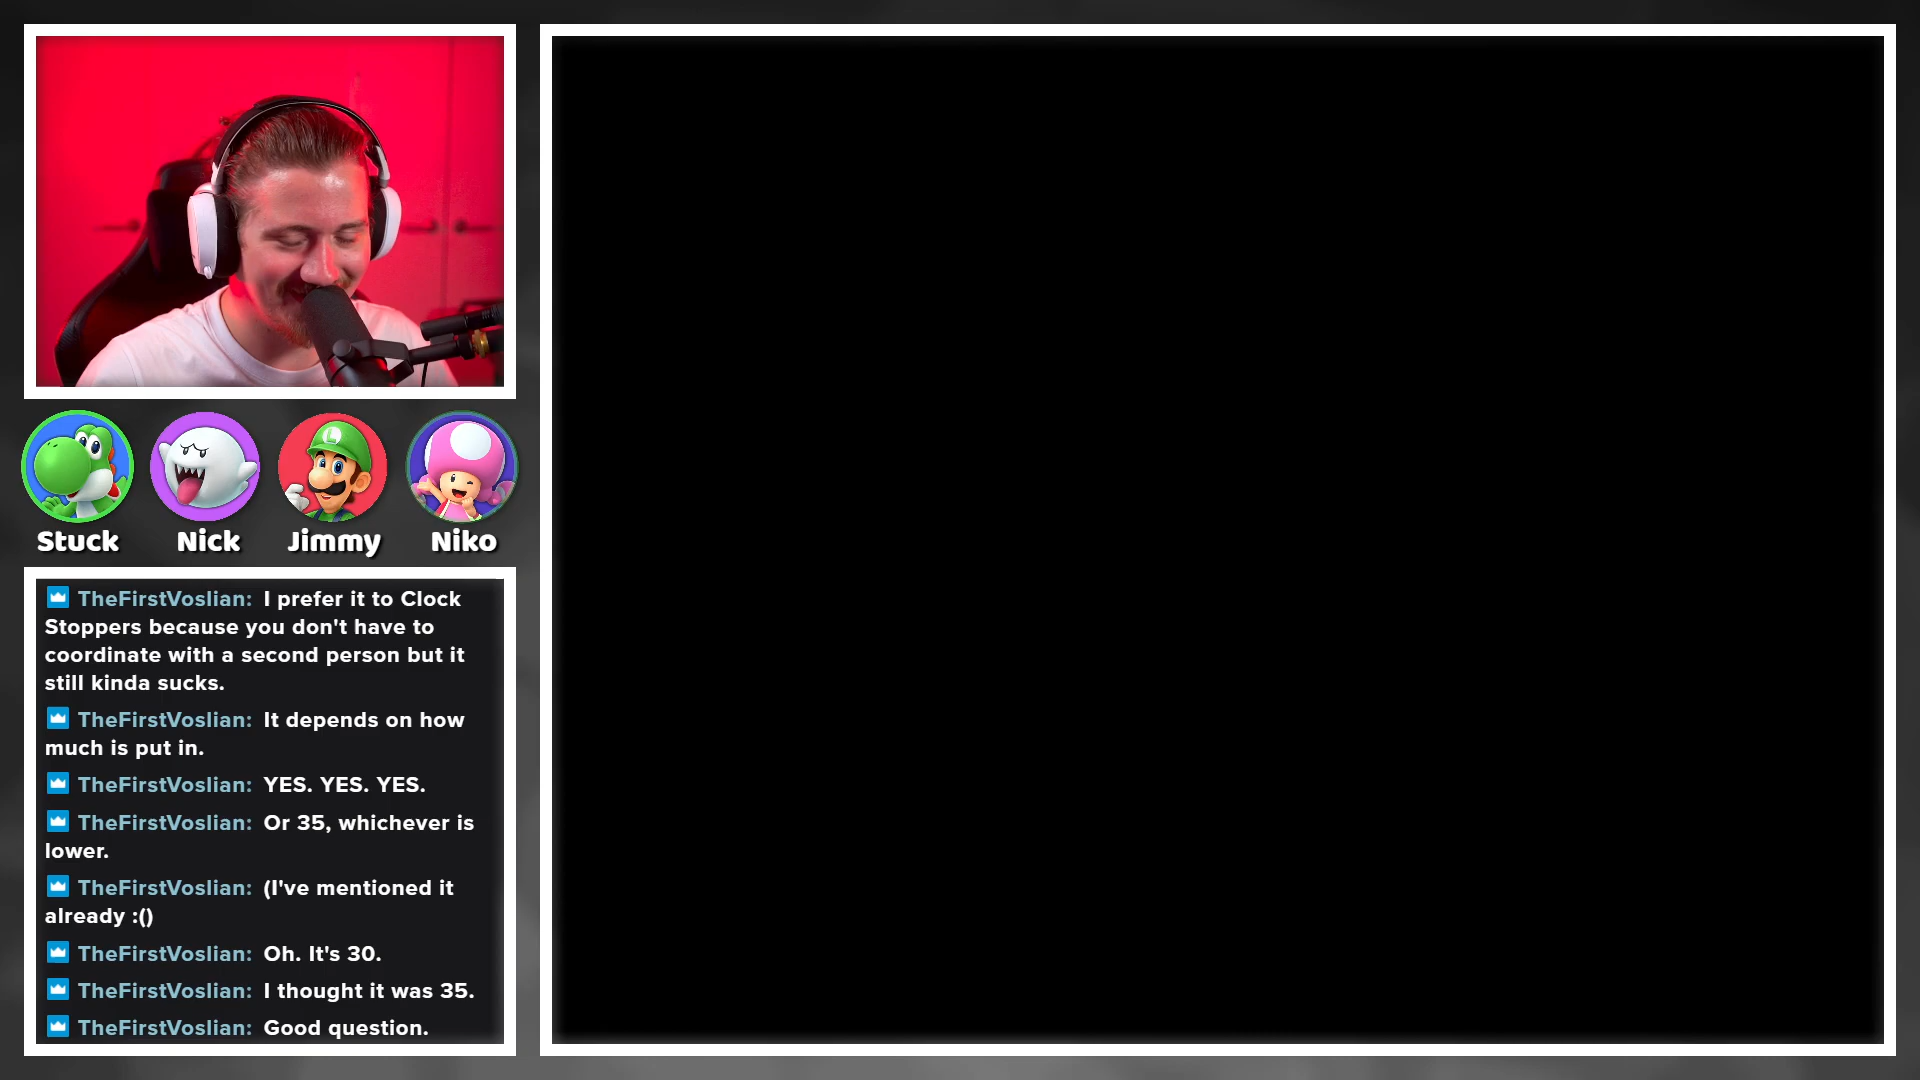 Stuck Nick Jimmy Niko
TheFirstVoslian: I prefer it to Clock
Stoppers because you don't have to
coordinate with a second person but it
still kinda sucks.
TheFirstVoslian: It depends on how
much is put in.
TheFirstVoslian: YES. YES. YES.
TheFirstVoslian: Or 35, whichever is
lower.
TheFirstVoslian: (I've mentioned it
already :()
TheFirstVoslian: Oh. It's 30.
TheFirstVoslian: I thought it was 35.
TheFirstVoslian: Good question.